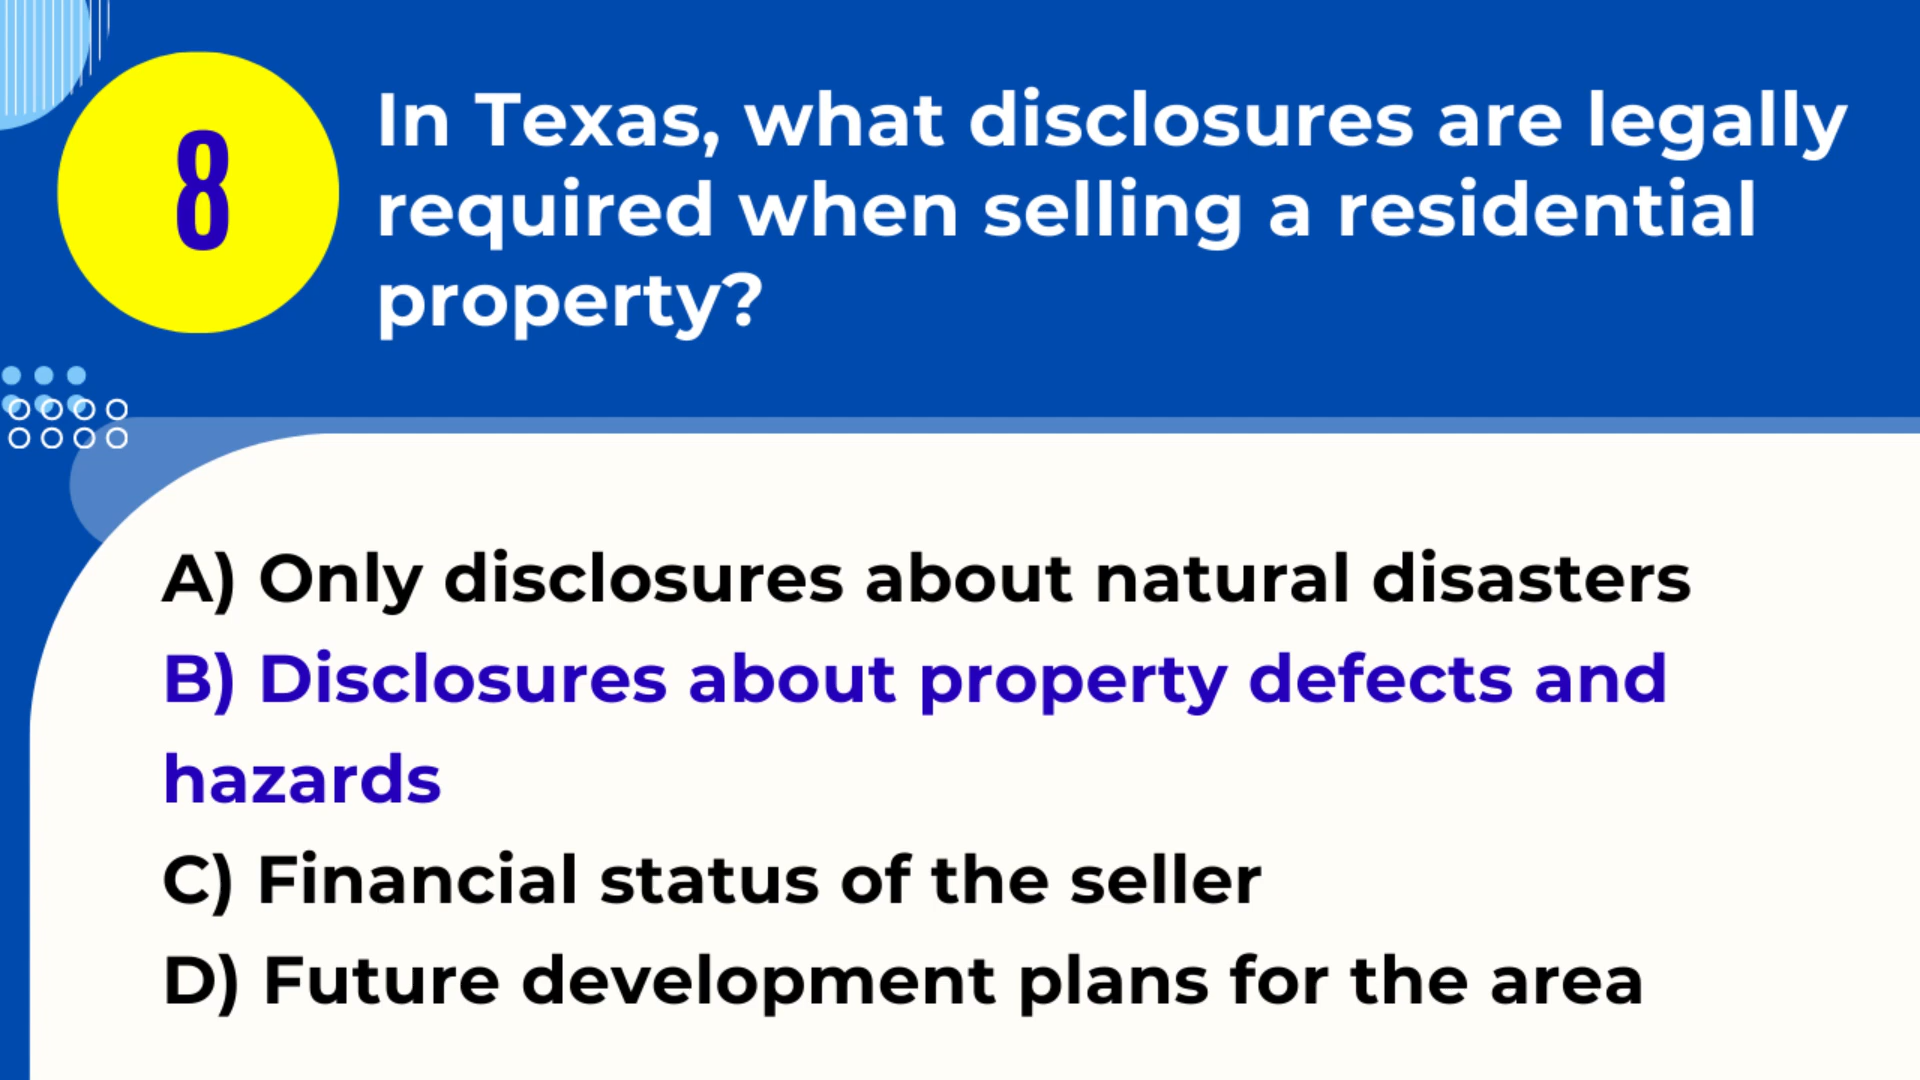 8
In Texas, what disclosures are legally
required when selling a residential
property?
A) Only disclosures about natural disasters
B) Disclosures about property defects and
hazards
C) Financial status of the seller
D) Future development plans for the area